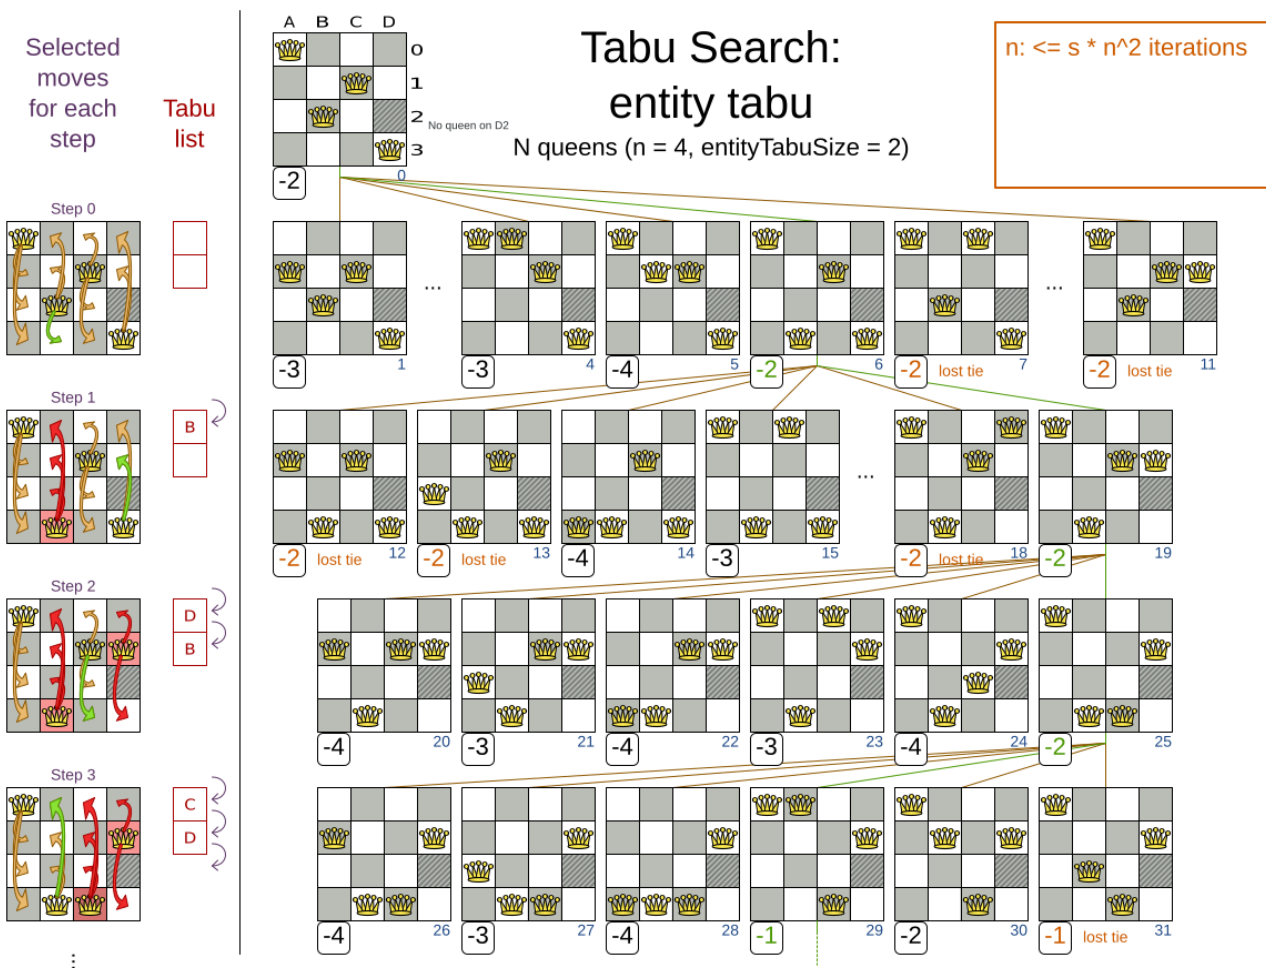 Selected
moves
for each
step
Tabu
list
A B C D
0
1
2
3
No queen on D2
-2
0
Tabu Search:
entity tabu
N queens (n = 4, entityTabuSize = 2)
n: <= s * n^2 iterations
Step 0
...
...
-3
1
-3
4
-4
5
-2
6
-2 lost tie
7
-2 lost tie
11
Step 1
B
...
-2 lost tie
12
-2 lost tie
13
-4
14
-3
15
-2 lost tie
18
-2
19
Step 2
D
B
-4
20
-3
21
-4
22
-3
23
-4
24
-2
25
Step 3
C
D
-4
26
-3
27
-4
28
-1
29
-2
30
-1 lost tie
31
...